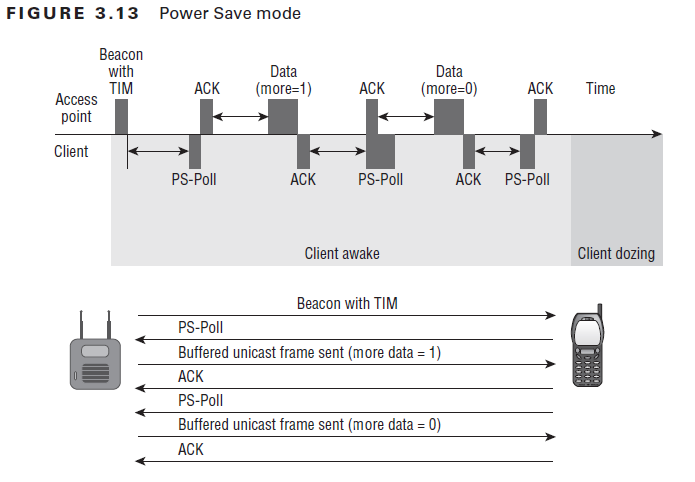 FIGURE 3.13 Power Save mode
Beacon
with
TIM
ACK
Data
(more=1)
ACK
Data
(more=0)
ACK
Time
Access
point
Client
PS-Poll
ACK
PS-Poll
ACK
PS-Poll
Client awake
Client dozing
Beacon with TIM
PS-Poll
Buffered unicast frame sent (more data = 1)
ACK
PS-Poll
Buffered unicast frame sent (more data = 0)
ACK